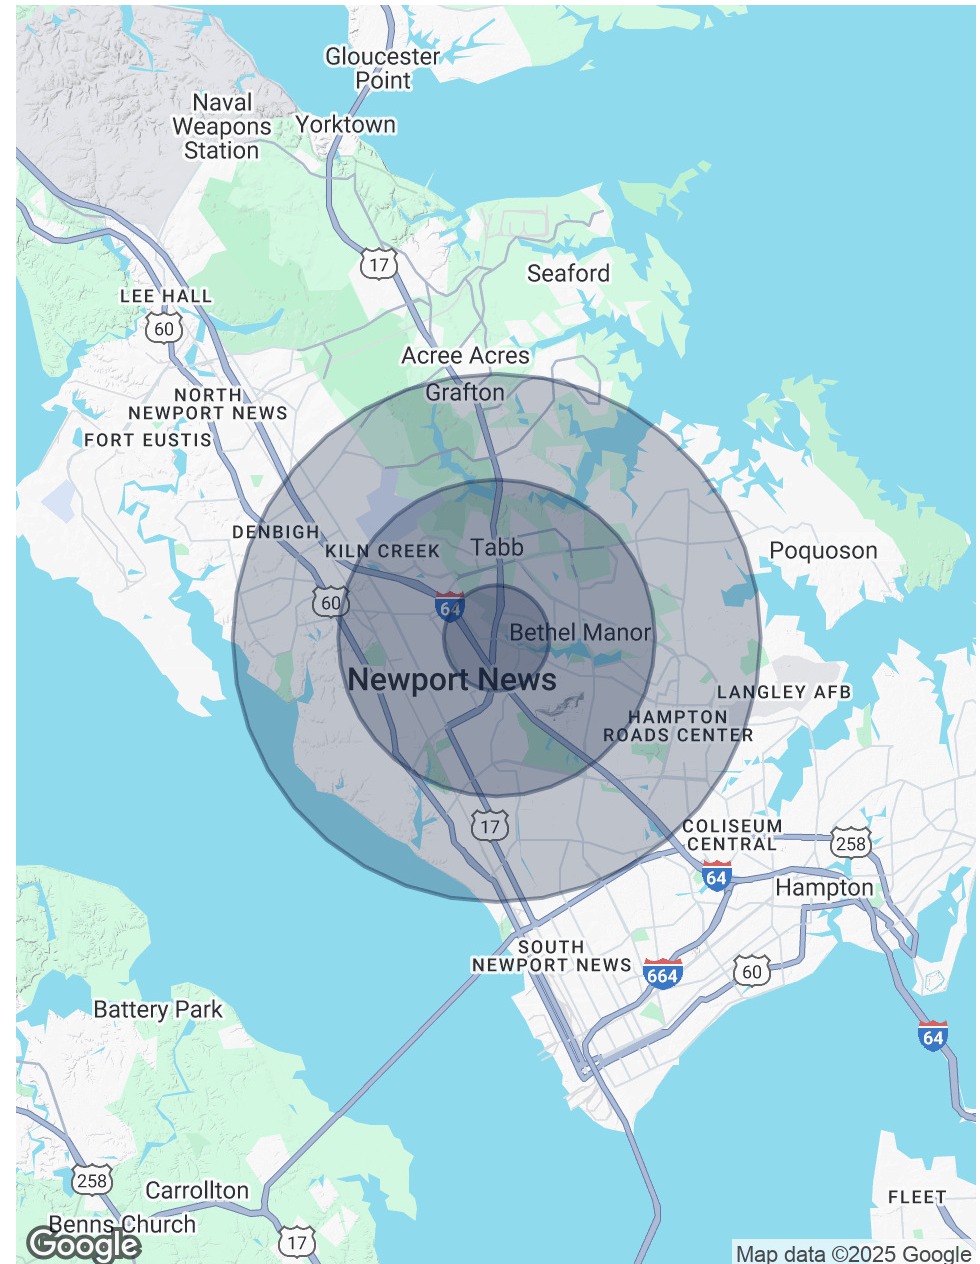 Gloucester
Point
Naval
Weapons
Station
Yorktown
17
Seaford
LEE HALL
60
Acree Acres
Grafton
NORTH
NEWPORT NEWS
FORT EUSTIS
DENBIGH
KILN CREEK
Tabb
Poquoson
60
64
Bethel Manor
Newport News
LANGLEY AFB
HAMPTON
ROADS CENTER
17
COLISEUM
CENTRAL
258
64
Hampton
SOUTH
NEWPORT NEWS
664
60
Battery Park
64
258
Carrollton
FLEET
Benns Church
17
Google
Map data ©2025 Google